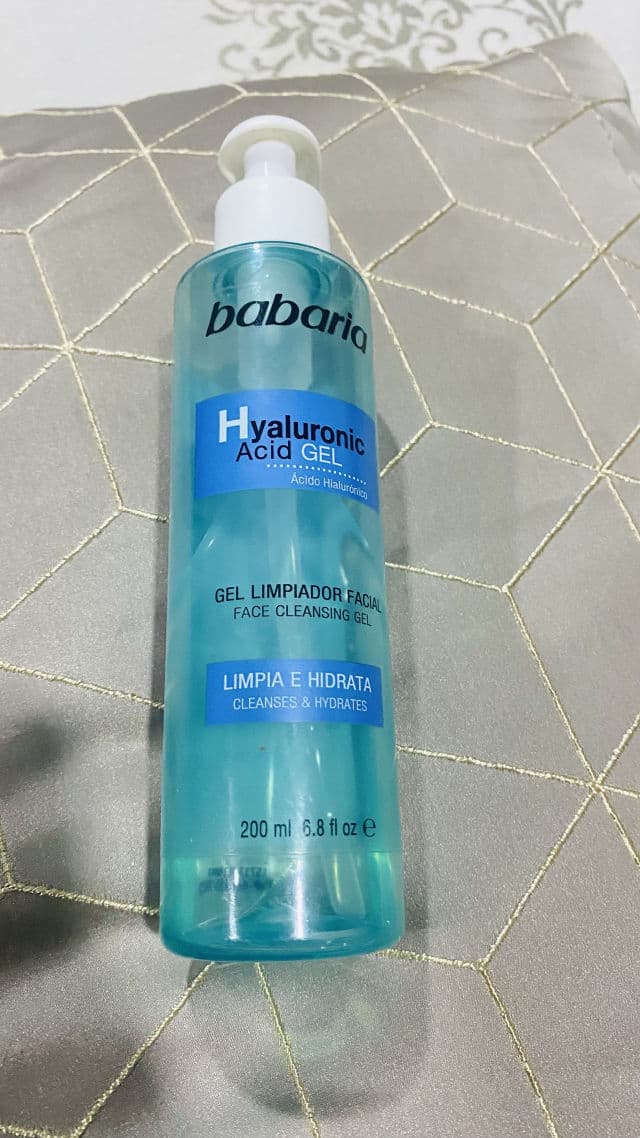 babaria
Hyaluronic
Acid GEL
Ácido Hialurónico
GEL LIMPIADOR FACIAL
FACE CLEANSING GEL
LIMPIA E HIDRATA
CLEANSES & HYDRATES
200 ml 6.8 fl oz ℮